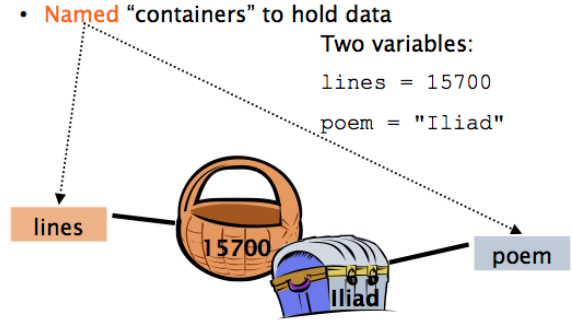 • Named “containers” to hold data
Two variables:
lines = 15700
poem = "Iliad"
lines
15700
poem
Iliad